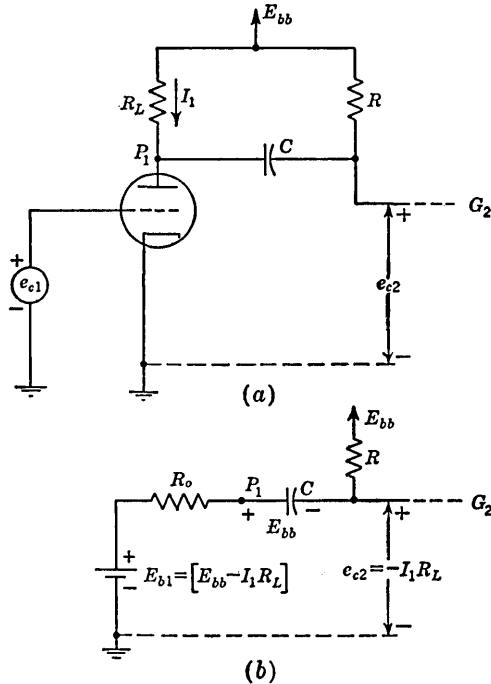 E_bb
R_L
I_1
R
P_1
C
G_2
+
+
e_c1
e_c2
−
−
(a)
E_bb
R
R_o
P_1
C
G_2
+
−
+
E_bb
+
E_b1=[E_bb−I_1R_L]
e_c2=−I_1R_L
−
−
(b)